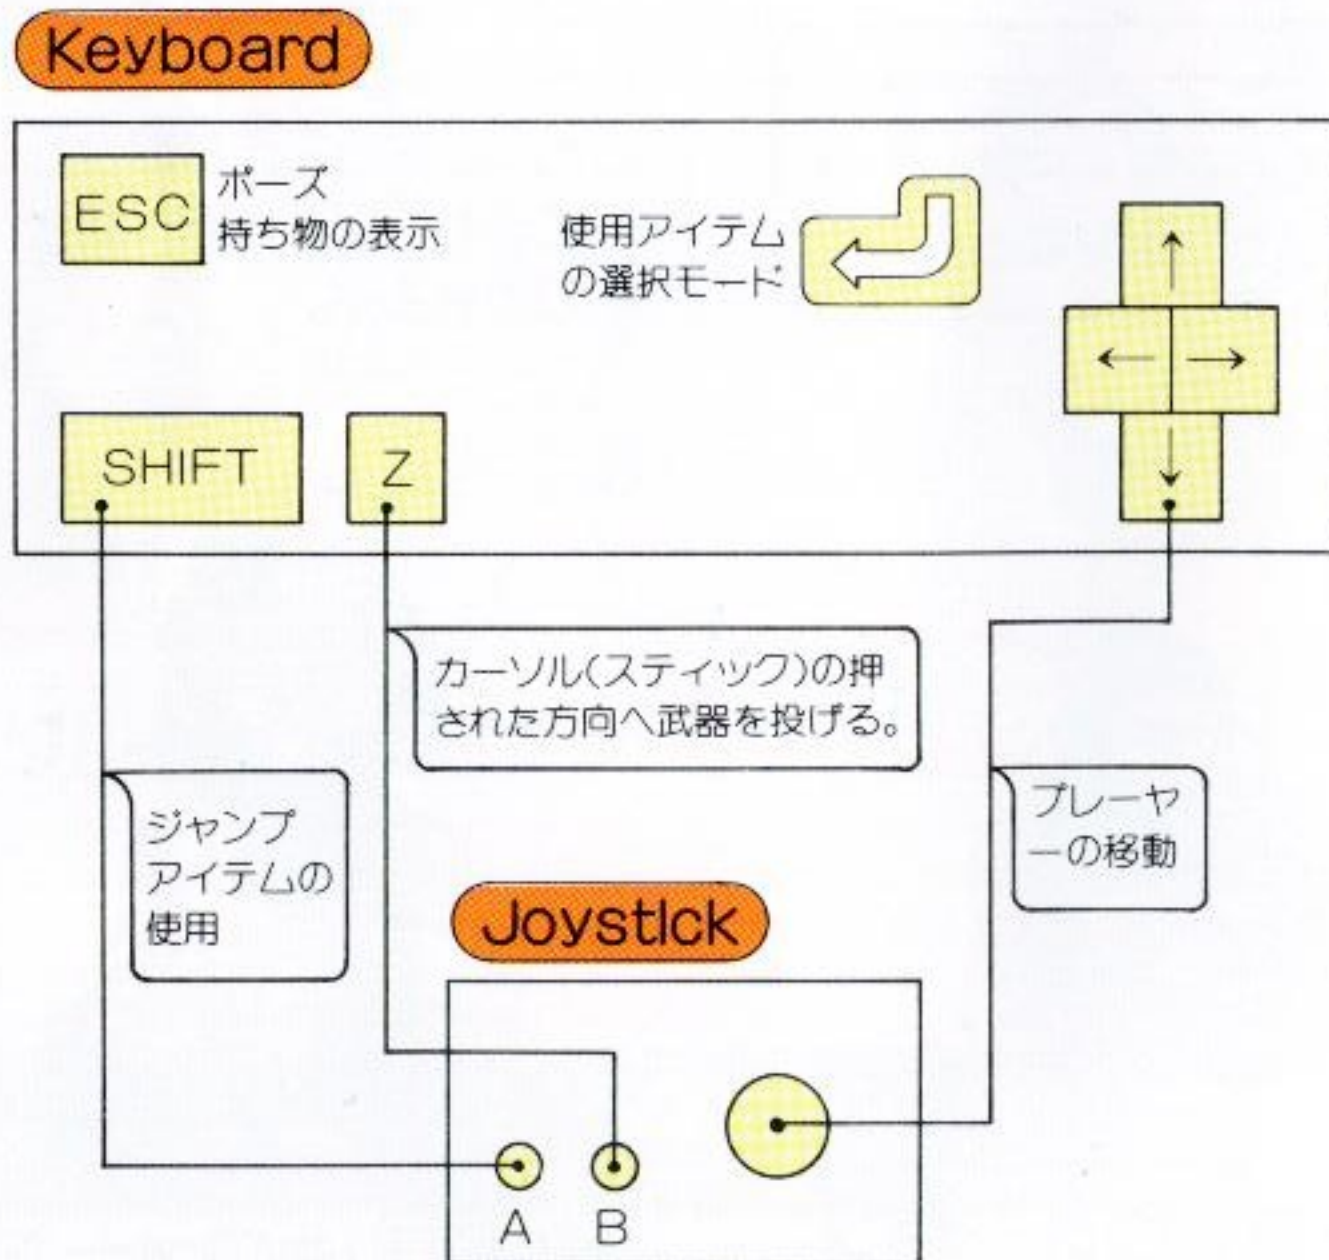 Keyboard
ESC
ポーズ
持ち物の表示
使用アイテム
の選択モード
SHIFT
Z
カーソル(スティック)の押
された方向へ武器を投げる。
ジャンプ
アイテムの
使用
プレーヤ
ーの移動
Joystick
A
B